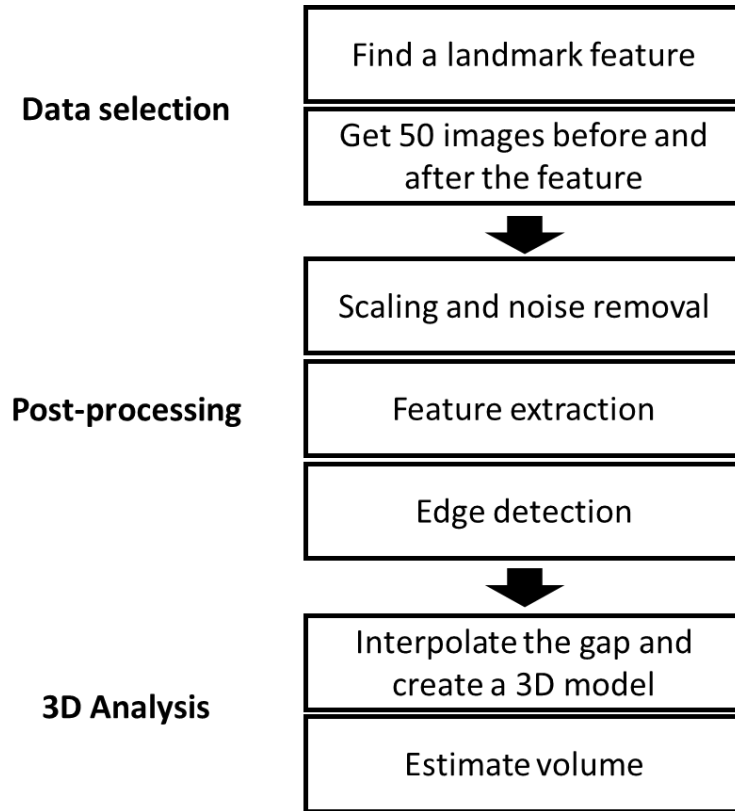 Data selection
Find a landmark feature
Get 50 images before and
after the feature
Post-processing
Scaling and noise removal
Feature extraction
Edge detection
3D Analysis
Interpolate the gap and
create a 3D model
Estimate volume